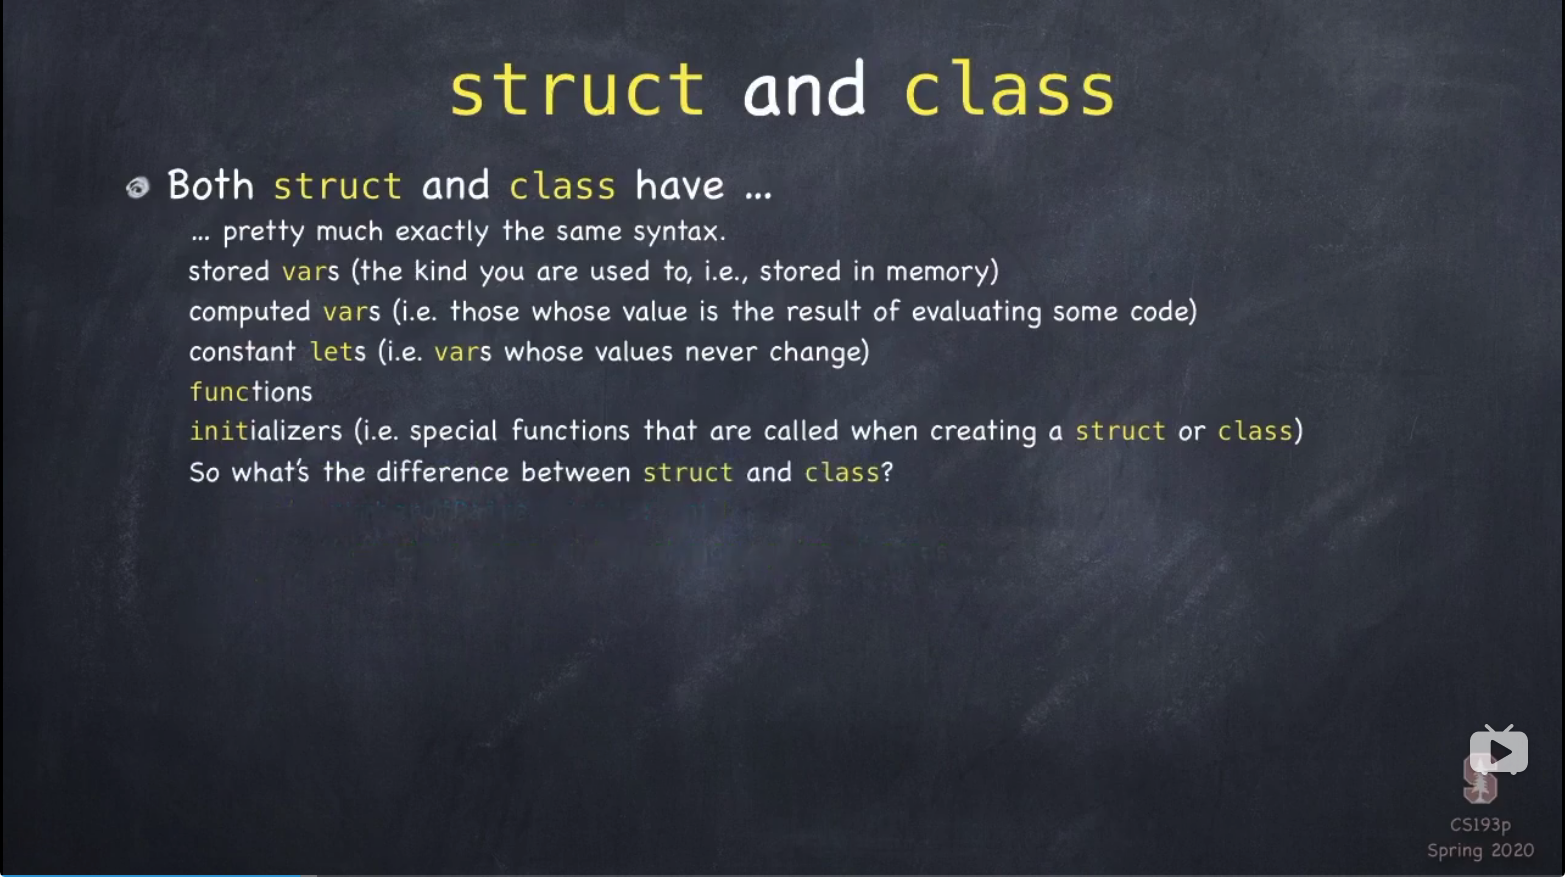 struct and class
Both struct and class have ...
... pretty much exactly the same syntax.
stored vars (the kind you are used to, i.e., stored in memory)
computed vars (i.e. those whose value is the result of evaluating some code)
constant lets (i.e. vars whose values never change)
functions
initializers (i.e. special functions that are called when creating a struct or class)
So what's the difference between struct and class?
CS193p
Spring 2020